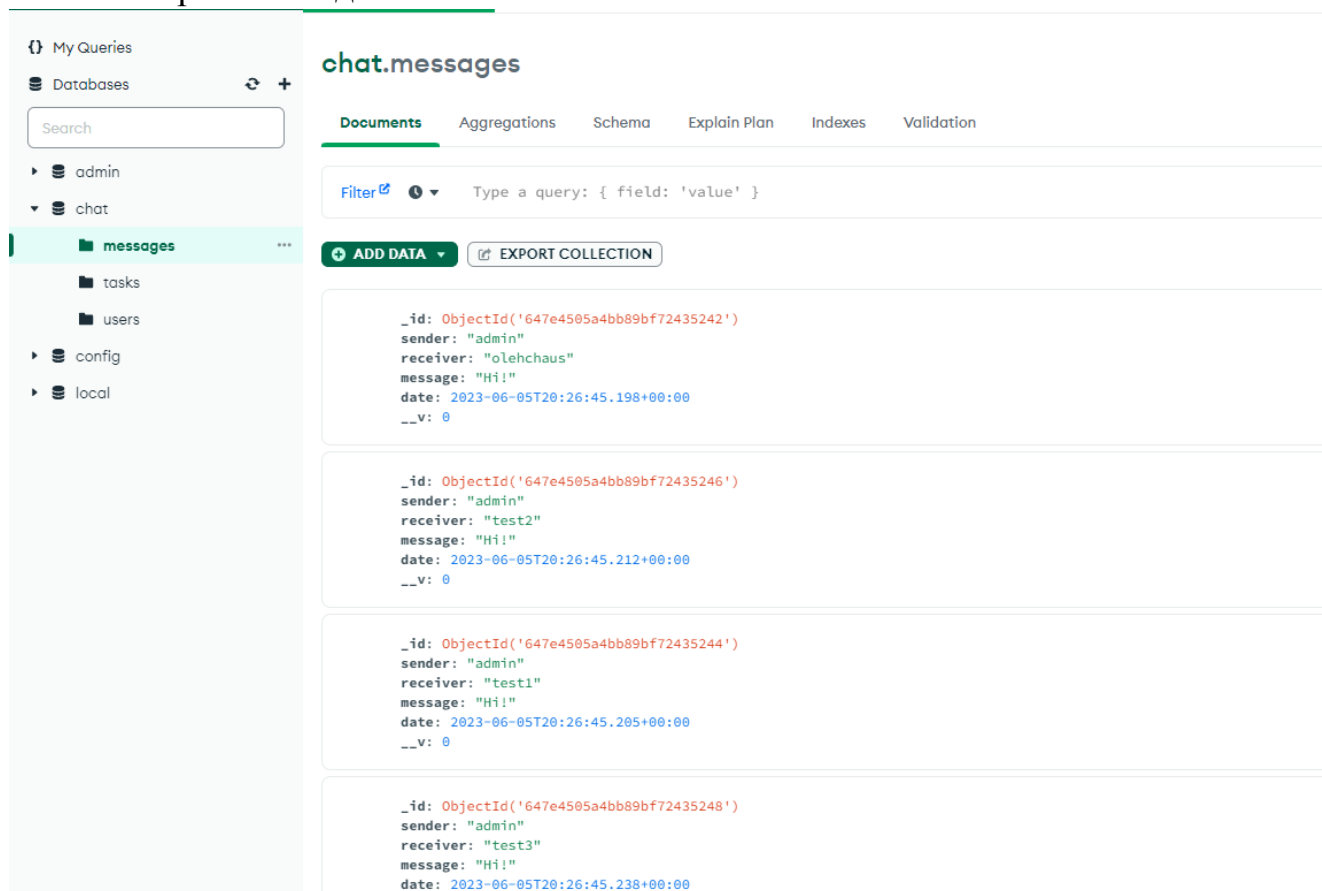 My Queries
Databases
Search
admin
chat
messages
tasks
users
config
local
chat.messages
Documents Aggregations Schema Explain Plan Indexes Validation
Filter Type a query: { field: 'value' }
ADD DATA EXPORT COLLECTION
_id: ObjectId('647e4505a4bb89bf72435242')
sender: "admin"
receiver: "olehchaus"
message: "Hi!"
date: 2023-06-05T20:26:45.198+00:00
__v: 0
_id: ObjectId('647e4505a4bb89bf72435246')
sender: "admin"
receiver: "test2"
message: "Hi!"
date: 2023-06-05T20:26:45.212+00:00
__v: 0
_id: ObjectId('647e4505a4bb89bf72435244')
sender: "admin"
receiver: "test1"
message: "Hi!"
date: 2023-06-05T20:26:45.205+00:00
__v: 0
_id: ObjectId('647e4505a4bb89bf72435248')
sender: "admin"
receiver: "test3"
message: "Hi!"
date: 2023-06-05T20:26:45.238+00:00